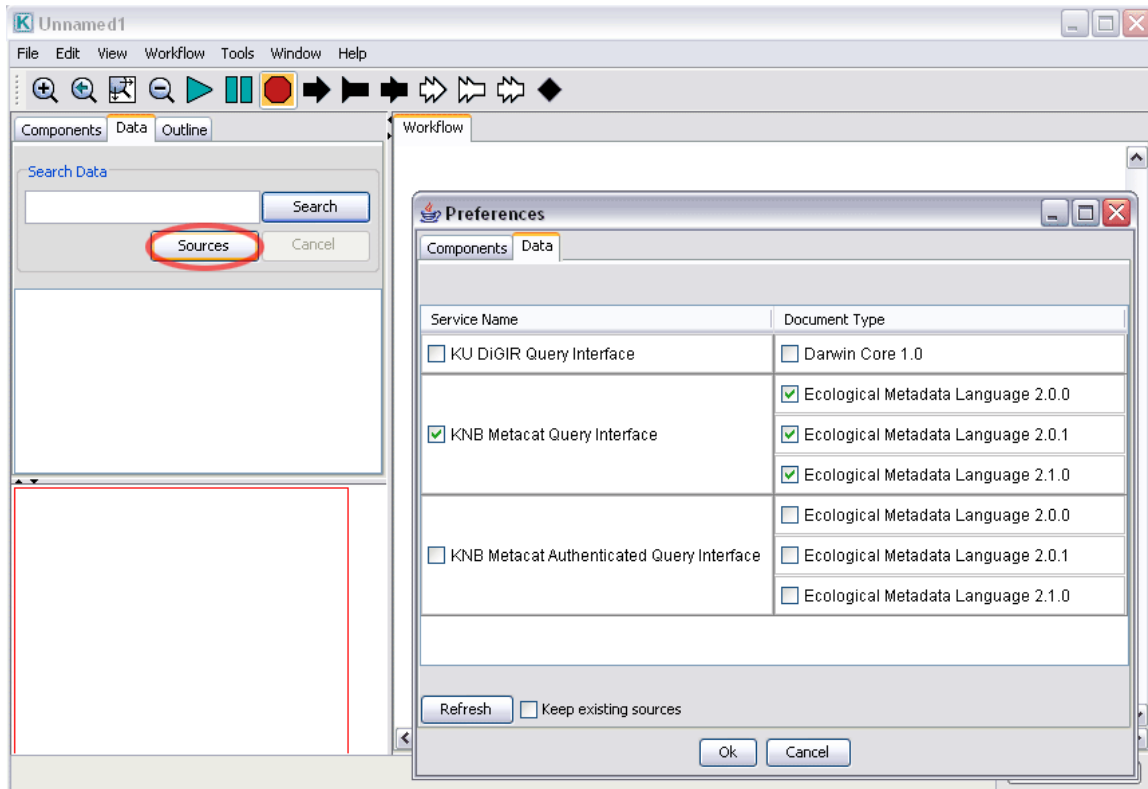 Unnamed1
File Edit View Workflow Tools Window Help
Components Data Outline
Workflow
Search Data
Search
Sources Cancel
Preferences
Components Data
Service Name Document Type
KU DiGIR Query Interface Darwin Core 1.0
Ecological Metadata Language 2.0.0
KNB Metacat Query Interface Ecological Metadata Language 2.0.1
Ecological Metadata Language 2.1.0
Ecological Metadata Language 2.0.0
KNB Metacat Authenticated Query Interface Ecological Metadata Language 2.0.1
Ecological Metadata Language 2.1.0
Refresh Keep existing sources
Ok Cancel